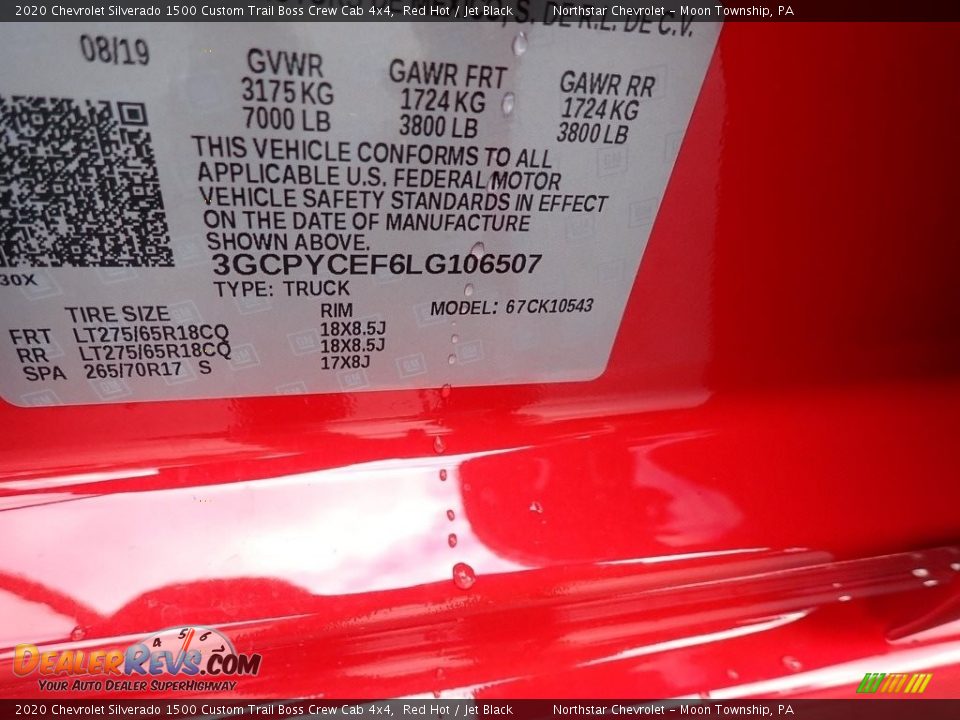 2020 Chevrolet Silverado 1500 Custom Trail Boss Crew Cab 4x4, Red Hot / Jet Black Northstar Chevrolet - Moon Township, PA
DE MEXICO, S. DE R.L. DE C.V.
08/19
GVWR GAWR FRT GAWR RR
3175 KG 1724 KG 1724 KG
7000 LB 3800 LB 3800 LB
THIS VEHICLE CONFORMS TO ALL
APPLICABLE U.S. FEDERAL MOTOR
VEHICLE SAFETY STANDARDS IN EFFECT
ON THE DATE OF MANUFACTURE
SHOWN ABOVE.
30X
3GCPYCEF6LG106507
TYPE: TRUCK
TIRE SIZE RIM MODEL: 67CK10543
FRT LT275/65R18CQ 18X8.5J
RR LT275/65R18CQ 18X8.5J
SPA 265/70R17 S 17X8J
4 5 6
DealerRevs.com
Your Auto Dealer SuperHighway
2020 Chevrolet Silverado 1500 Custom Trail Boss Crew Cab 4x4, Red Hot / Jet Black Northstar Chevrolet - Moon Township, PA